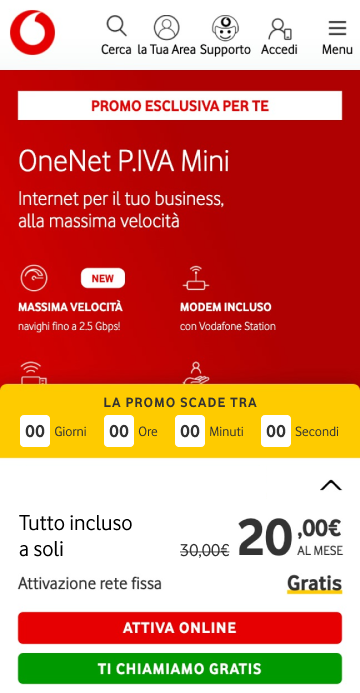 Cerca la Tua Area Supporto Accedi Menu
PROMO ESCLUSIVA PER TE
OneNet P.IVA Mini
Internet per il tuo business,
alla massima velocità
NEW
MASSIMA VELOCITÀ
navighi fino a 2.5 Gbps!
MODEM INCLUSO
con Vodafone Station
LA PROMO SCADE TRA
00 Giorni 00 Ore 00 Minuti 00 Secondi
Tutto incluso
a soli
30,00€ 20,00€
AL MESE
Attivazione rete fissa Gratis
ATTIVA ONLINE
TI CHIAMIAMO GRATIS